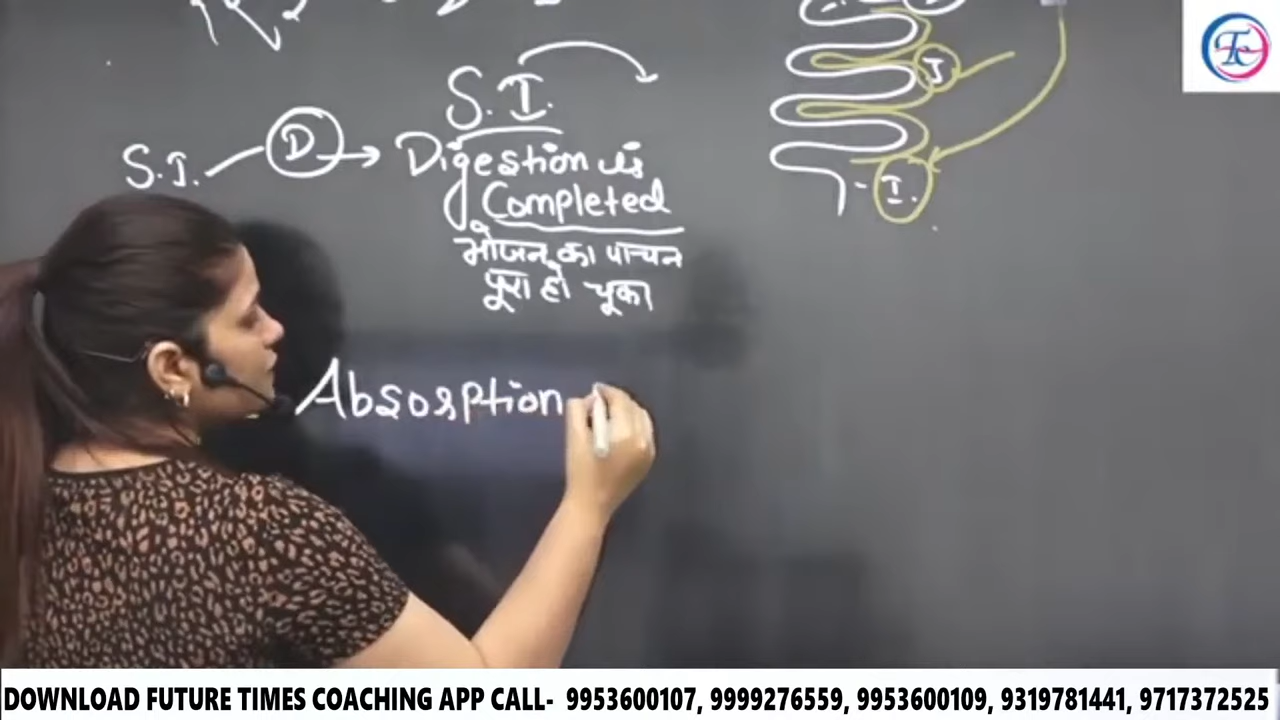 S.I.
S.I. D Digestion is
Completed
भोजन का पाचन
पूरा हो चूका
Absorption
J
I.
DOWNLOAD FUTURE TIMES COACHING APP CALL- 9953600107, 9999276559, 9953600109, 9319781441, 9717372525